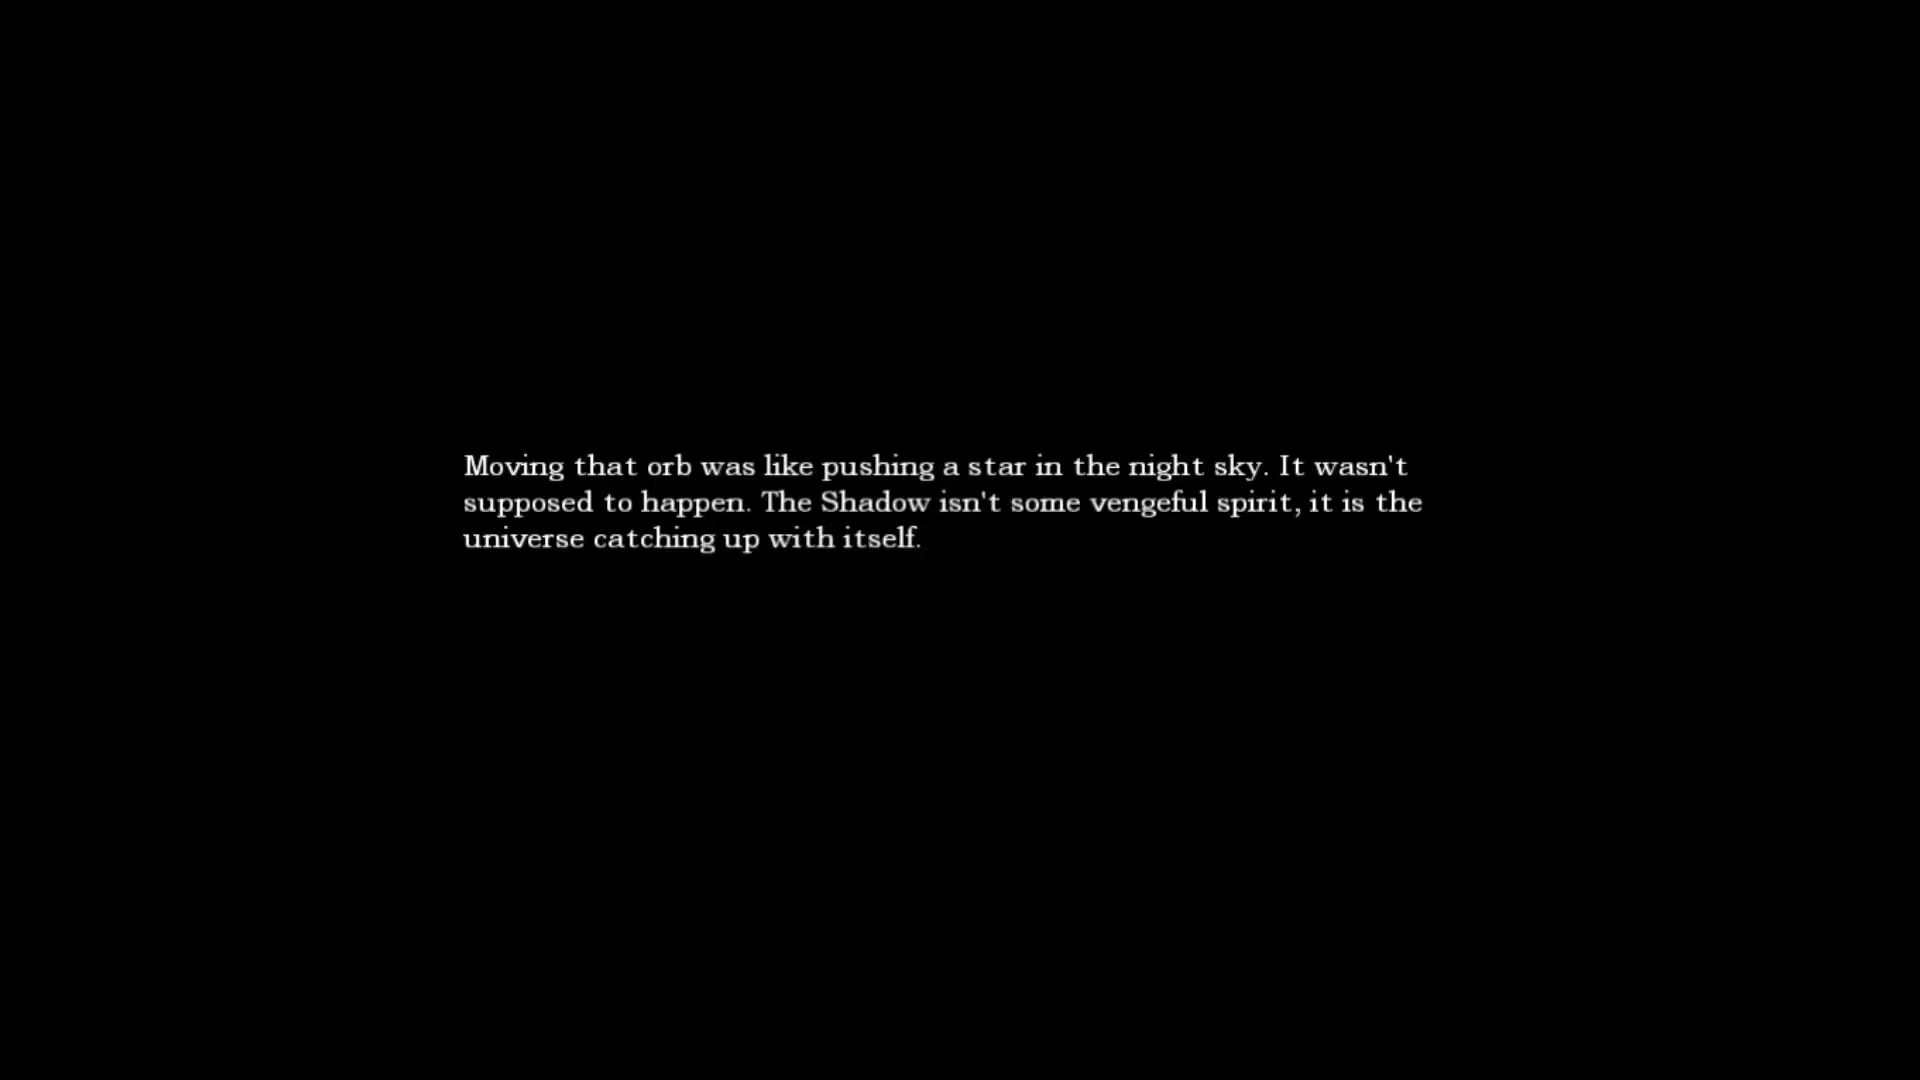 Moving that orb was like pushing a star in the night sky. It wasn't
supposed to happen. The Shadow isn't some vengeful spirit, it is the
universe catching up with itself.